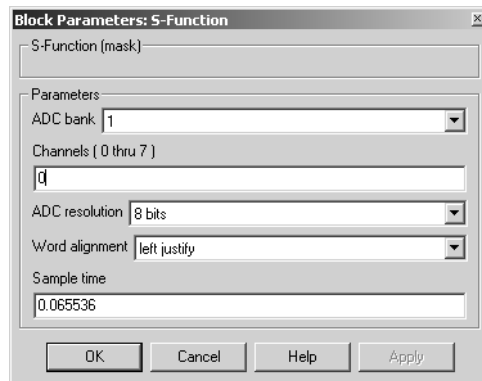 Block Parameters: S-Function
S-Function (mask)
Parameters
ADC bank 1
Channels ( 0 thru 7 )
0
ADC resolution 8 bits
Word alignment left justify
Sample time
0.065536
OK Cancel Help Apply